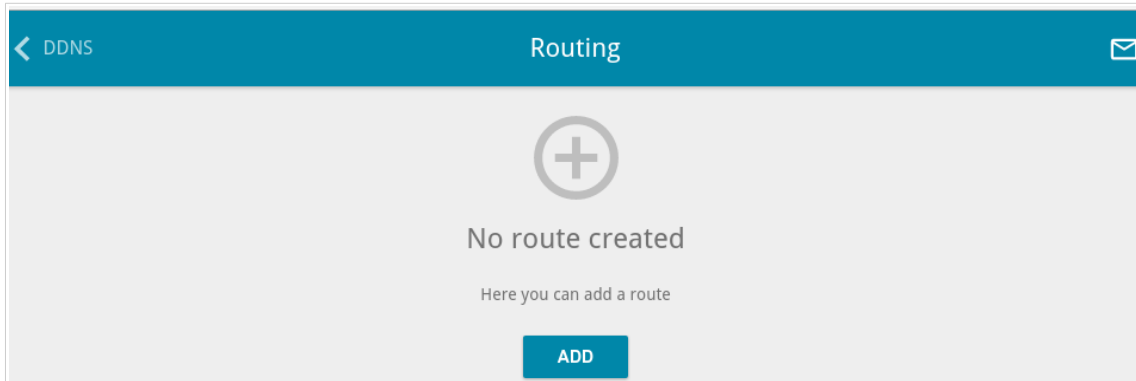 DDNS
Routing
No route created
Here you can add a route
ADD